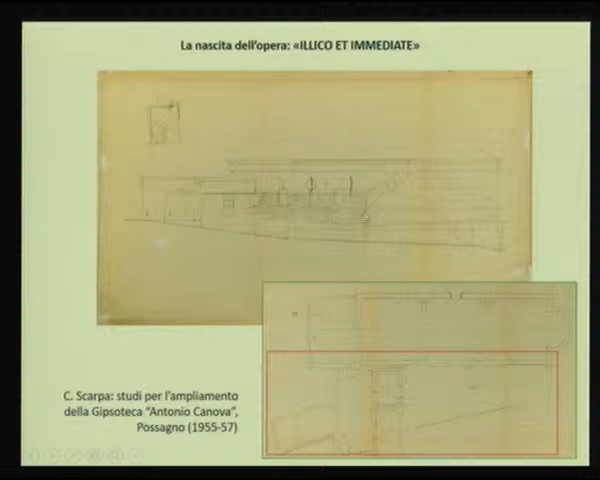 La nascita dell'opera: «ILLICO ET IMMEDIATE»
C. Scarpa: studi per l'ampliamento
della Gipsoteca "Antonio Canova",
Possagno (1955-57)